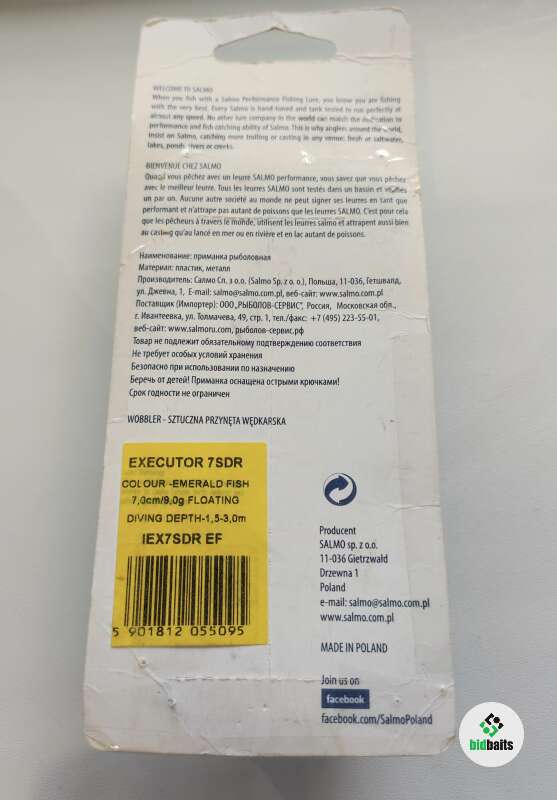 WELCOME TO SALMO
When you fish with a Salmo Performance Fishing Lure, you know you are fishing
with the very best. Every Salmo is hand-tuned and tank tested to run perfectly at
almost any speed. No other lure company in the world can match the dedication to
performance and fish catching ability of Salmo. This is why anglers around the world,
insist on Salmo, catching more trolling or casting in any venue: fresh or saltwater,
lakes, ponds, rivers or creeks.
BIENVENUE CHEZ SALMO
Quand vous pêchez avec un leurre SALMO performance, vous savez que vous pêchez
avec le meilleur leurre. Tous les leurres SALMO sont testés dans un bassin et vérifiés
un par on. Aucune autre société au monde ne peut signer ses leurres en tant que
performant et n'attrape pas autant de poissons que les leurres SALMO. C'est pour cela
que les pêcheurs à travers le monde, utilisent les leurres salmo et attrapent aussi bien
au casting qu'au lancé en mer ou en rivière et en lac autant de poissons.
Наименование: приманка рыболовная
Материал: пластик, металл
Производитель: Салмо Сп. з о.о. (Salmo Sp. z o. o.), Польша, 11-036, Гетшвалд,
ул. Джевна, 1, E-mail: salmo@salmo.com.pl, веб-сайт: www.salmo.com.pl
Поставщик (Импортер): ООО „РЫБОЛОВ-СЕРВИС", Россия, Московская обл.,
г. Ивантеевка, ул. Толмачева, 49, стр. 1, тел./факс: +7 (495) 223-55-01,
веб-сайт: www.salmoru.com, рыболов-сервис.рф
Товар не подлежит обязательному подтверждению соответствия
Не требует особых условий хранения
Безопасно при использовании по назначению
Беречь от детей! Приманка оснащена острыми крючками!
Срок годности не ограничен
WOBBLER - SZTUCZNA PRZYNĘTA WĘDKARSKA
EXECUTOR 7SDR
COLOUR -EMERALD FISH
7,0cm/8,0g FLOATING
DIVING DEPTH-1,5-3,0m
IEX7SDR EF
5 901812 055095
Producent
SALMO sp. z o.o.
11-036 Gietrzwałd
Drzewna 1
Poland
e-mail: salmo@salmo.com.pl
www.salmo.com.pl
MADE IN POLAND
Join us on
facebook
facebook.com/SalmoPoland
bidbaits